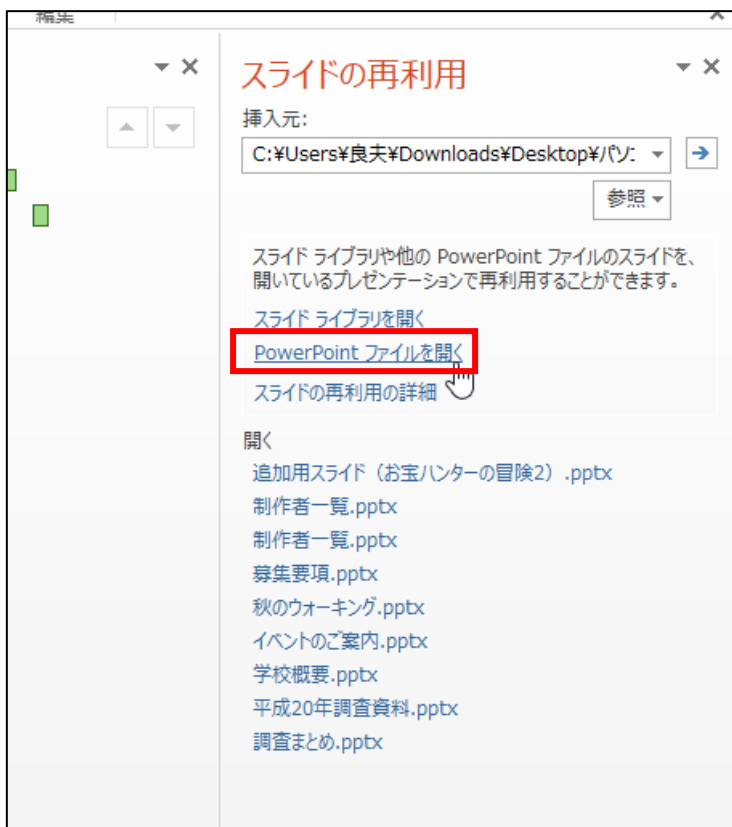 編集
スライドの再利用
挿入元:
C:¥Users¥良夫¥Downloads¥Desktop¥パソ
参照
スライド ライブラリや他の PowerPoint ファイルのスライドを、
開いているプレゼンテーションで再利用することができます。
スライド ライブラリを開く
PowerPoint ファイルを開く
スライドの再利用の詳細
開く
追加用スライド（お宝ハンターの冒険2）.pptx
制作者一覧.pptx
制作者一覧.pptx
募集要項.pptx
秋のウォーキング.pptx
イベントのご案内.pptx
学校概要.pptx
平成20年調査資料.pptx
調査まとめ.pptx